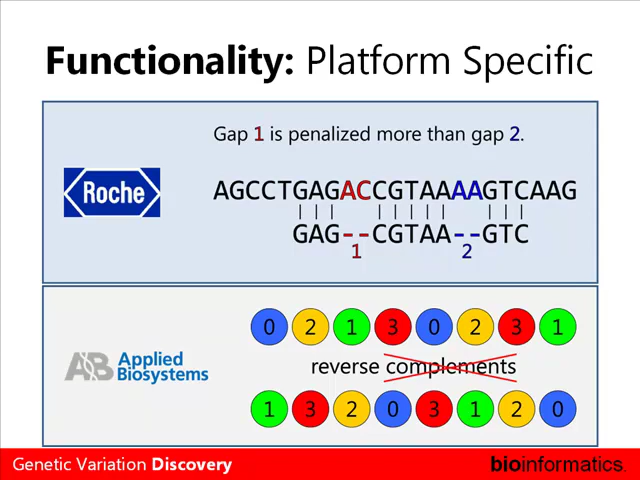 Functionality: Platform Specific
Gap 1 is penalized more than gap 2.
Roche
AGCCTGAGACCCGTAAAAGTCAAG
GAG--CGTAA--GTC
1 2
0 2 1 3 0 2 3 1
Applied
Biosystems
AB
reverse complements
1 3 2 0 3 1 2 0
Genetic Variation Discovery
bioinformatics.